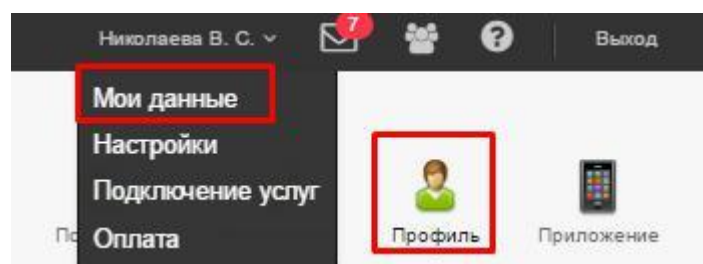 Николаева В. С. 7 Выход
Мои данные
Настройки
Подключение услуг
Оплата
Профиль Приложение